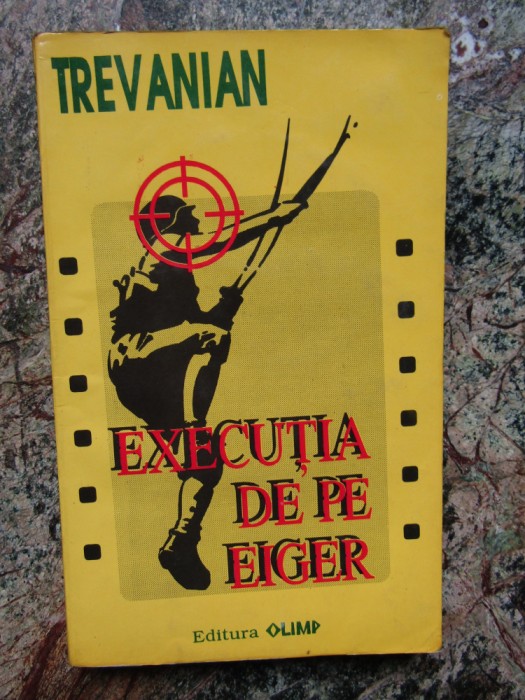 TREVANIAN
EXECUȚIA
DE PE
EIGER
Editura OLIMP